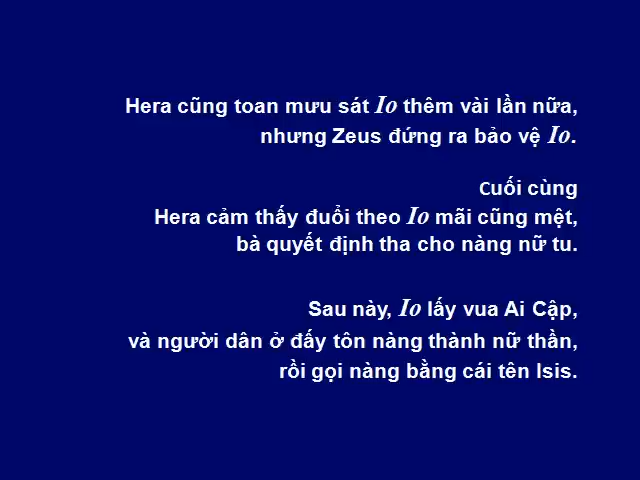 Hera cũng toan mưu sát Io thêm vài lần nữa,
nhưng Zeus đứng ra bảo vệ Io.
Cuối cùng
Hera cảm thấy đuổi theo Io mãi cũng mệt,
bà quyết định tha cho nàng nữ tu.
Sau này, Io lấy vua Ai Cập,
và người dân ở đấy tôn nàng thành nữ thần,
rồi gọi nàng bằng cái tên Isis.